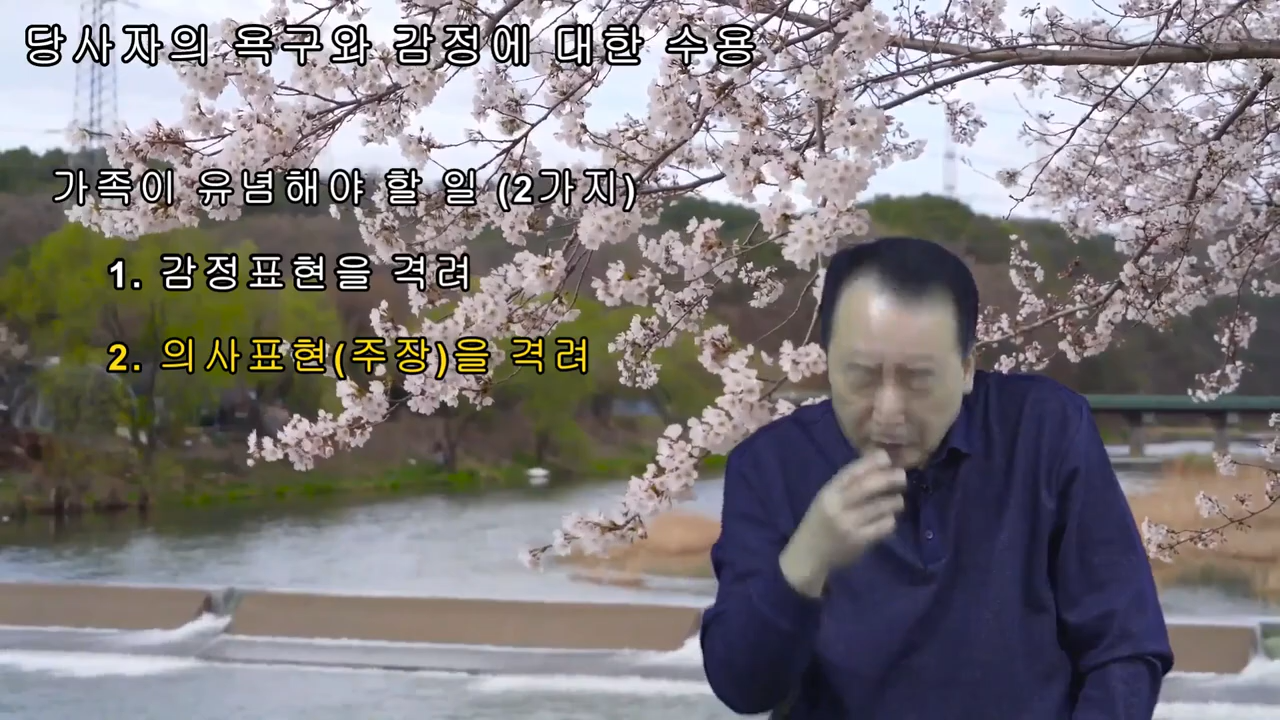 당사자의 욕구와 감정에 대한 수용
가족이 유념해야 할 일 (2가지)
1. 감정표현을 격려
2. 의사표현(주장)을 격려